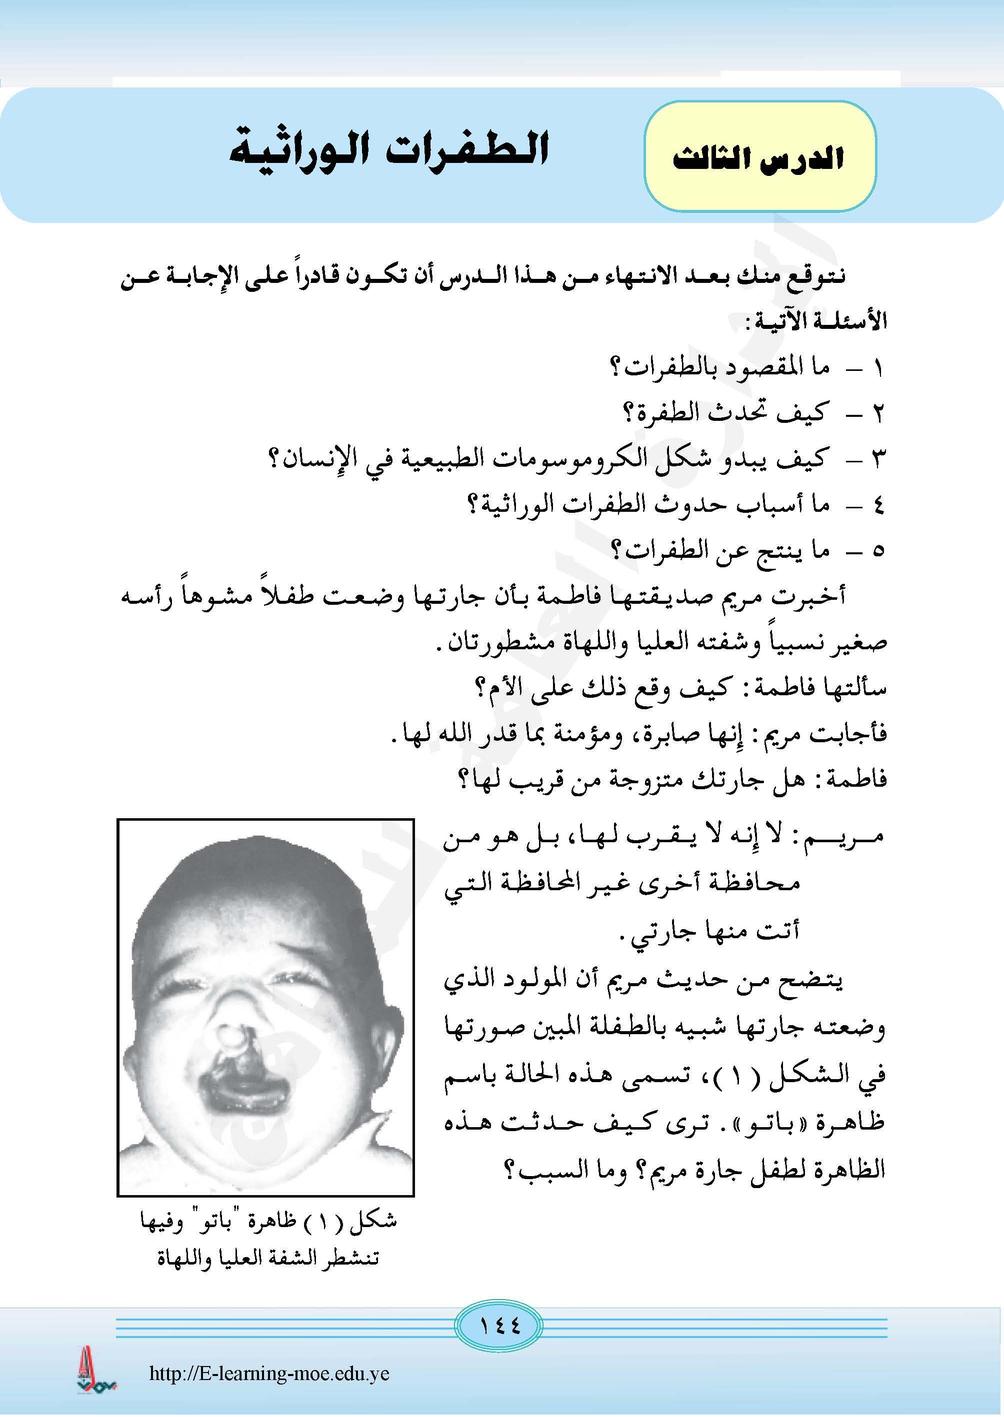 الدرس الثالث
الطفرات الوراثية
نتوقع منك بعد الانتهاء من هذا الدرس أن تكون قادراً على الإجابة عن
الأسئلة الآتية:
١ – ما المقصود بالطفرات؟
٢ – كيف تحدث الطفرة؟
٣ – كيف يبدو شكل الكروموسومات الطبيعية في الإنسان؟
٤ – ما أسباب حدوث الطفرات الوراثية؟
٥ – ما ينتج عن الطفرات؟
أخبرت مريم صديقتها فاطمة بأن جارتها وضعت طفلاً مشوهاً رأسه
صغير نسبياً وشفته العليا واللهاة مشطورتان.
سألتها فاطمة: كيف وقع ذلك على الأم؟
فأجابت مريم: إنها صابرة، ومؤمنة بما قدر الله لها.
فاطمة: هل جارتك متزوجة من قريب لها؟
مريم: لا إنه لا يقرب لها، بل هو من
محافظة أخرى غير المحافظة التي
أتت منها جارتي.
يتضح من حديث مريم أن المولود الذي
وضعته جارتها شبيه بالطفلة المبين صورتها
في الشكل (١)، تسمى هذه الحالة باسم
ظاهرة «باتو». ترى كيف حدثت هذه
الظاهرة لطفل جارة مريم؟ وما السبب؟
شكل (١) ظاهرة "باتو" وفيها
تنشطر الشفة العليا واللهاة
١٤٤
http://E-learning-moe.edu.ye